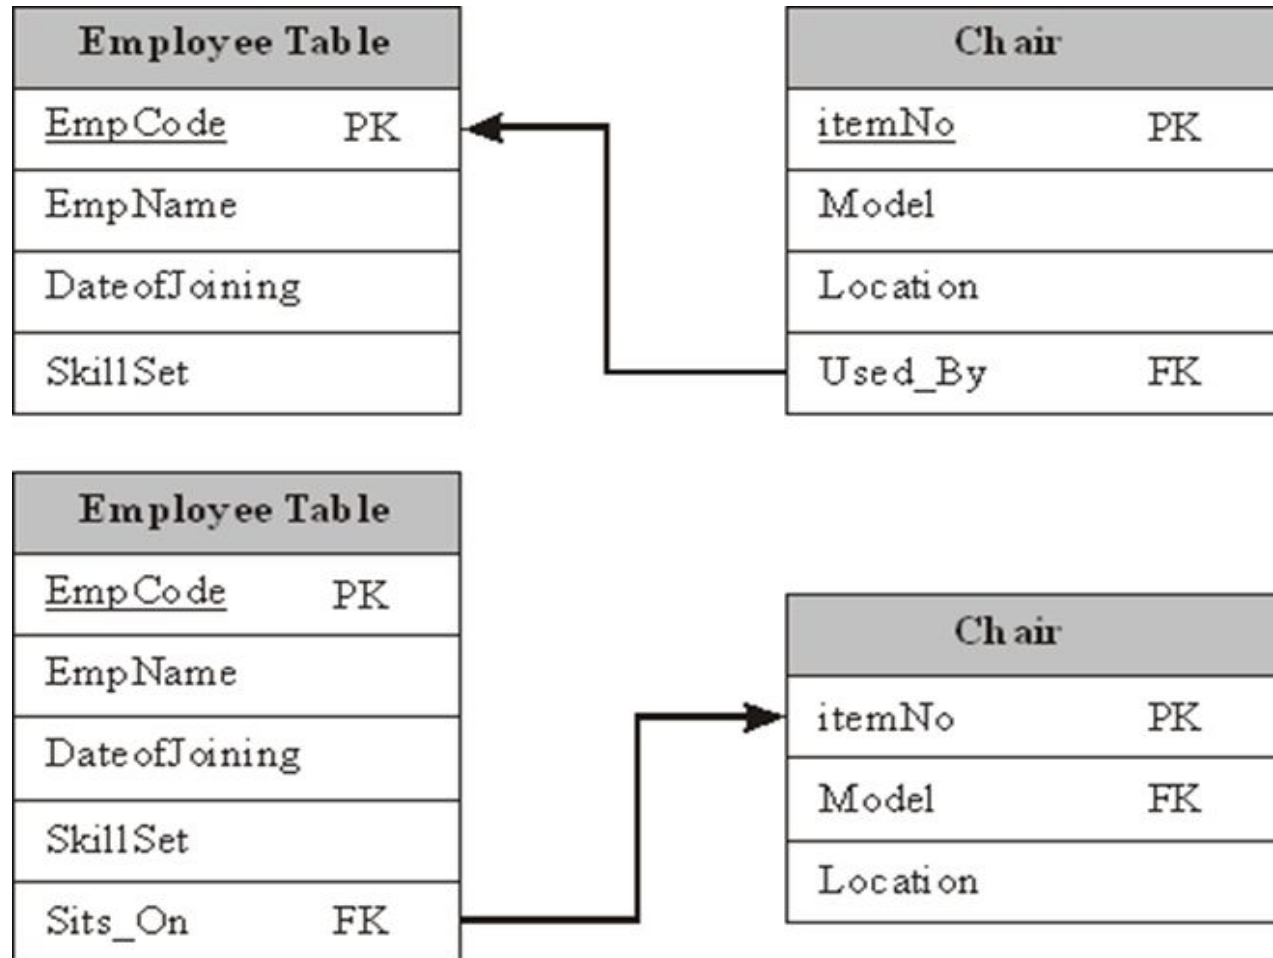 Employee Table
EmpCode PK
EmpName
DateofJoining
SkillSet
Chair
itemNo PK
Model
Location
Used_By FK
Employee Table
EmpCode PK
EmpName
DateofJoining
SkillSet
Sits_On FK
Chair
itemNo PK
Model FK
Location